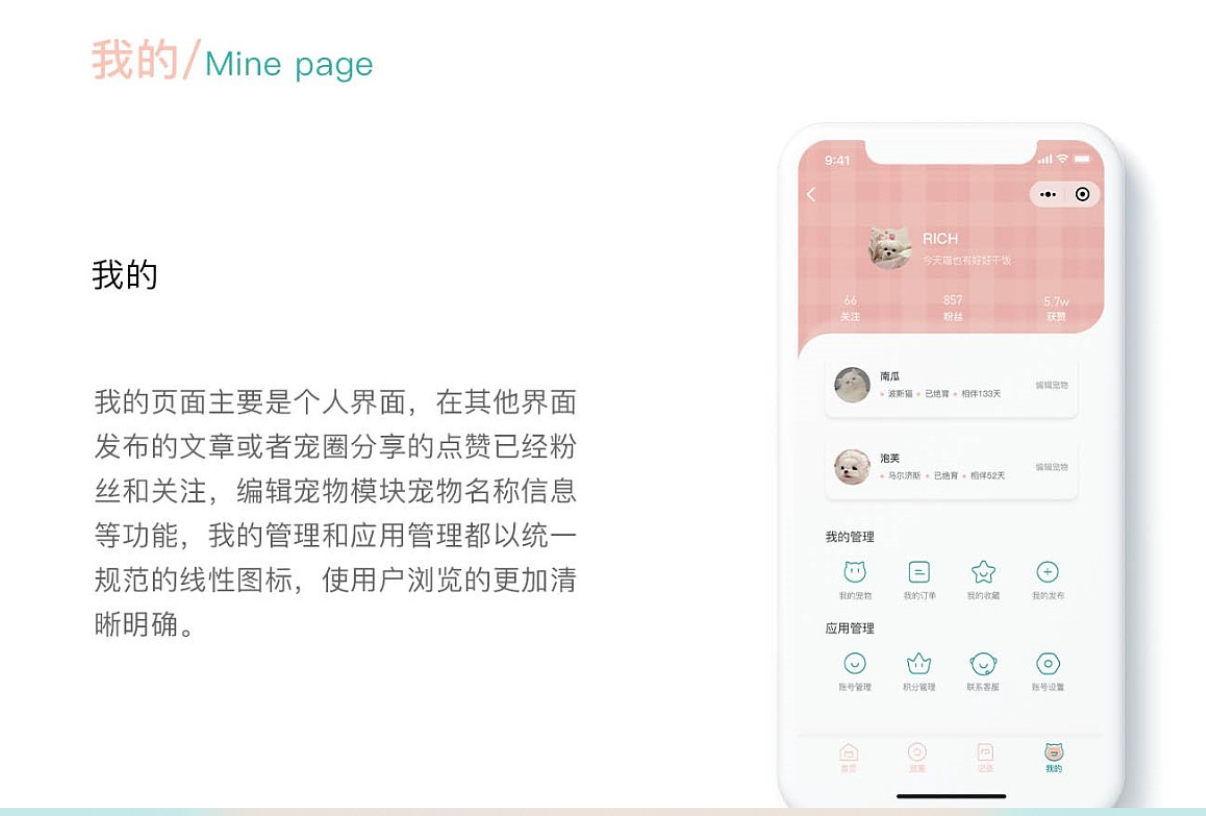 我的/Mine page
我的
我的页面主要是个人界面，在其他界面
发布的文章或者宠圈分享的点赞已经粉
丝和关注，编辑宠物模块宠物名称信息
等功能，我的管理和应用管理都以统一
规范的线性图标，使用户浏览的更加清
晰明确。
9:41
RICH
今天喵也有好好干饭
66 857 5.7w
关注 粉丝 获赞
南瓜
波斯猫 已绝育 相伴133天 编辑宠物
泡芙
马尔济斯 已绝育 相伴52天 编辑宠物
我的管理
我的宠物 我的订单 我的收藏 我的发布
应用管理
账号管理 积分管理 联系客服 账号设置
首页 宠圈 记录 我的